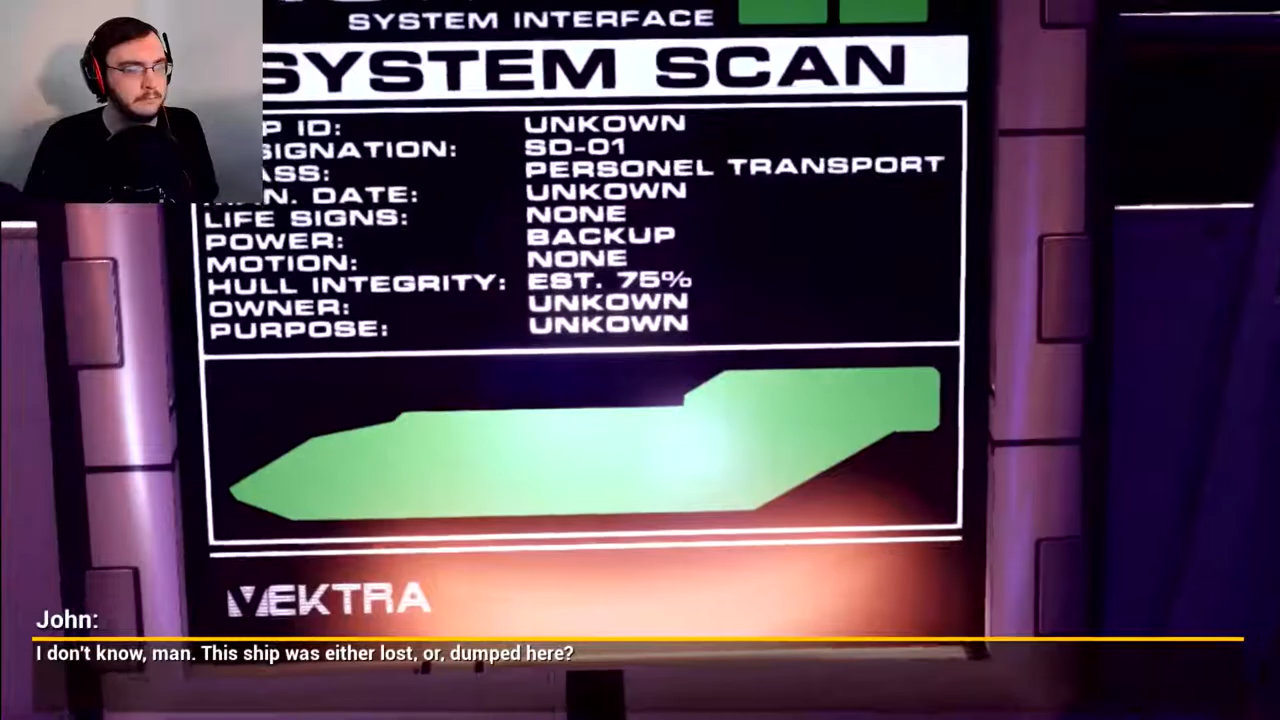 SYSTEM INTERFACE
SYSTEM SCAN
P ID: UNKOWN
SIGNATION: SD-01
ASS: PERSONEL TRANSPORT
N. DATE: UNKOWN
LIFE SIGNS: NONE
POWER: BACKUP
MOTION: NONE
HULL INTEGRITY: EST. 75%
OWNER: UNKOWN
PURPOSE: UNKOWN
VEKTRA
John:
I don't know, man. This ship was either lost, or, dumped here?